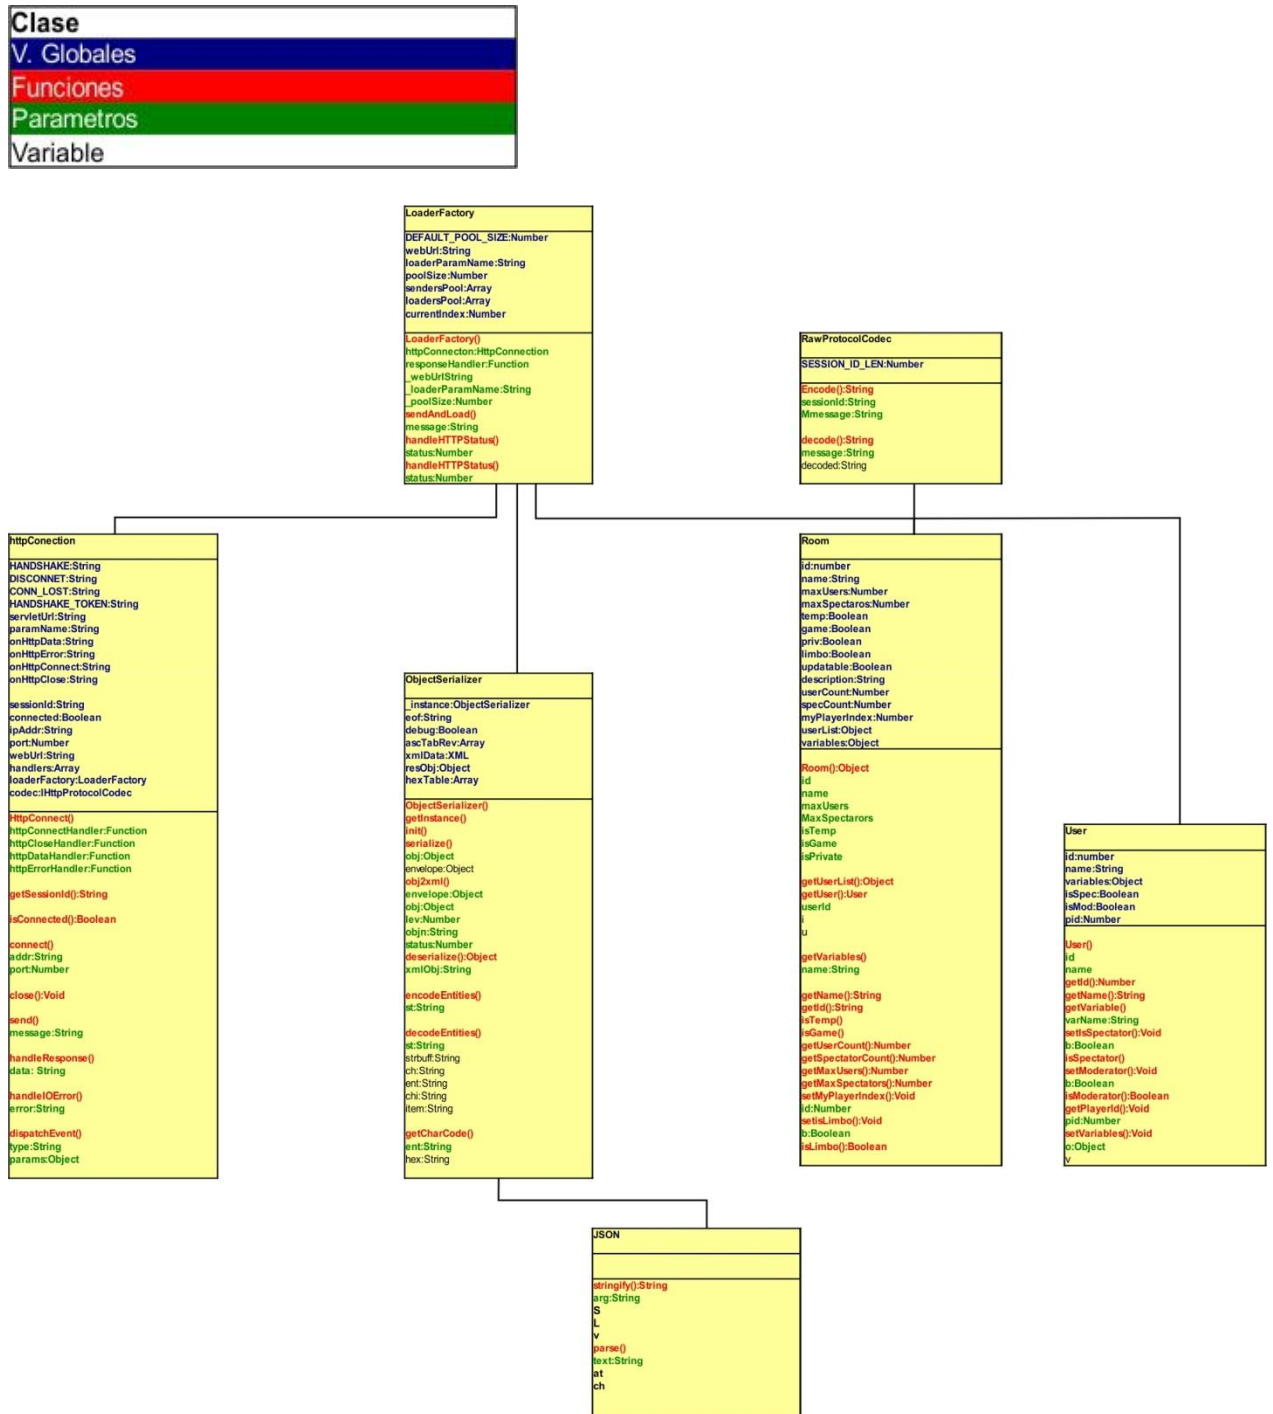 Clase
V. Globales
Funciones
Parametros
Variable
LoaderFactory
DEFAULT_POOL_SIZE:Number
webUrl:String
loaderParamName:String
poolSize:Number
sendersPool:Array
loadersPool:Array
currentIndex:Number
LoaderFactory()
httpConnecton:HttpConnection
responseHandler:Function
_webUrlString
_loaderParamName:String
_poolSize:Number
sendAndLoad()
message:String
handleHTTPStatus()
status:Number
handleHTTPStatus()
status:Number
RawProtocolCodec
SESSION_ID_LEN:Number
Encode():String
sessionId:String
Mmessage:String
decode():String
message:String
decoded:String
httpConection
HANDSHAKE:String
DISCONNET:String
CONN_LOST:String
HANDSHAKE_TOKEN:String
servletUrl:String
paramName:String
onHttpData:String
onHttpError:String
onHttpConnect:String
onHttpClose:String
sessionId:String
connected:Boolean
ipAddr:String
port:Number
webUrl:String
handlers:Array
loaderFactory:LoaderFactory
codec:IHttpProtocolCodec
HttpConnect()
httpConnectHandler:Function
httpCloseHandler:Function
httpDataHandler:Function
httpErrorHandler:Function
getSessionId():String
isConnected():Boolean
connect()
addr:String
port:Number
close():Void
send()
message:String
handleResponse()
data: String
handleIOError()
error:String
dispatchEvent()
type:String
params:Object
ObjectSerializer
_instance:ObjectSerializer
eof:String
debug:Boolean
ascTabRev:Array
xmlData:XML
resObj:Object
hexTable:Array
ObjectSerializer()
getInstance()
init()
serialize()
obj:Object
envelope:Object
obj2xml()
envelope:Object
obj:Object
lev:Number
objn:String
status:Number
deserialize():Object
xmlObj:String
encodeEntities()
st:String
decodeEntities()
st:String
strbuff:String
ch:String
ent:String
chi:String
item:String
getCharCode()
ent:String
hex:String
Room
id:number
name:String
maxUsers:Number
maxSpectaros:Number
temp:Boolean
game:Boolean
priv:Boolean
limbo:Boolean
updatable:Boolean
description:String
userCount:Number
specCount:Number
myPlayerIndex:Number
userList:Object
variables:Object
Room():Object
id
name
maxUsers
MaxSpectarors
isTemp
isGame
isPrivate
getUserList():Object
getUser():User
userId
i
u
getVariables()
name:String
getName():String
getId():String
isTemp()
isGame()
getUserCount():Number
getSpectatorCount():Number
getMaxUsers():Number
getMaxSpectators():Number
setMyPlayerIndex():Void
id:Number
setisLimbo():Void
b:Boolean
isLimbo():Boolean
User
id:number
name:String
variables:Object
isSpec:Boolean
isMod:Boolean
pid:Number
User()
id
name
getId():Number
getName():String
getVariable()
varName:String
setIsSpectator():Void
b:Boolean
isSpectator()
setModerator():Void
b:Boolean
isModerator():Boolean
getPlayerId():Void
pid:Number
setVariables():Void
o:Object
v
JSON
stringify():String
arg:String
S
L
v
parse()
text:String
at
ch